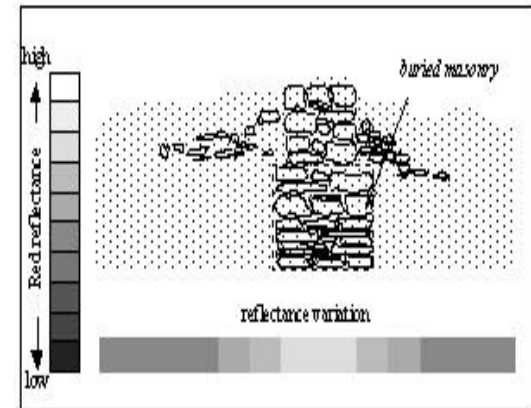 high
buried masonry
Red reflectance
reflectance variation
low